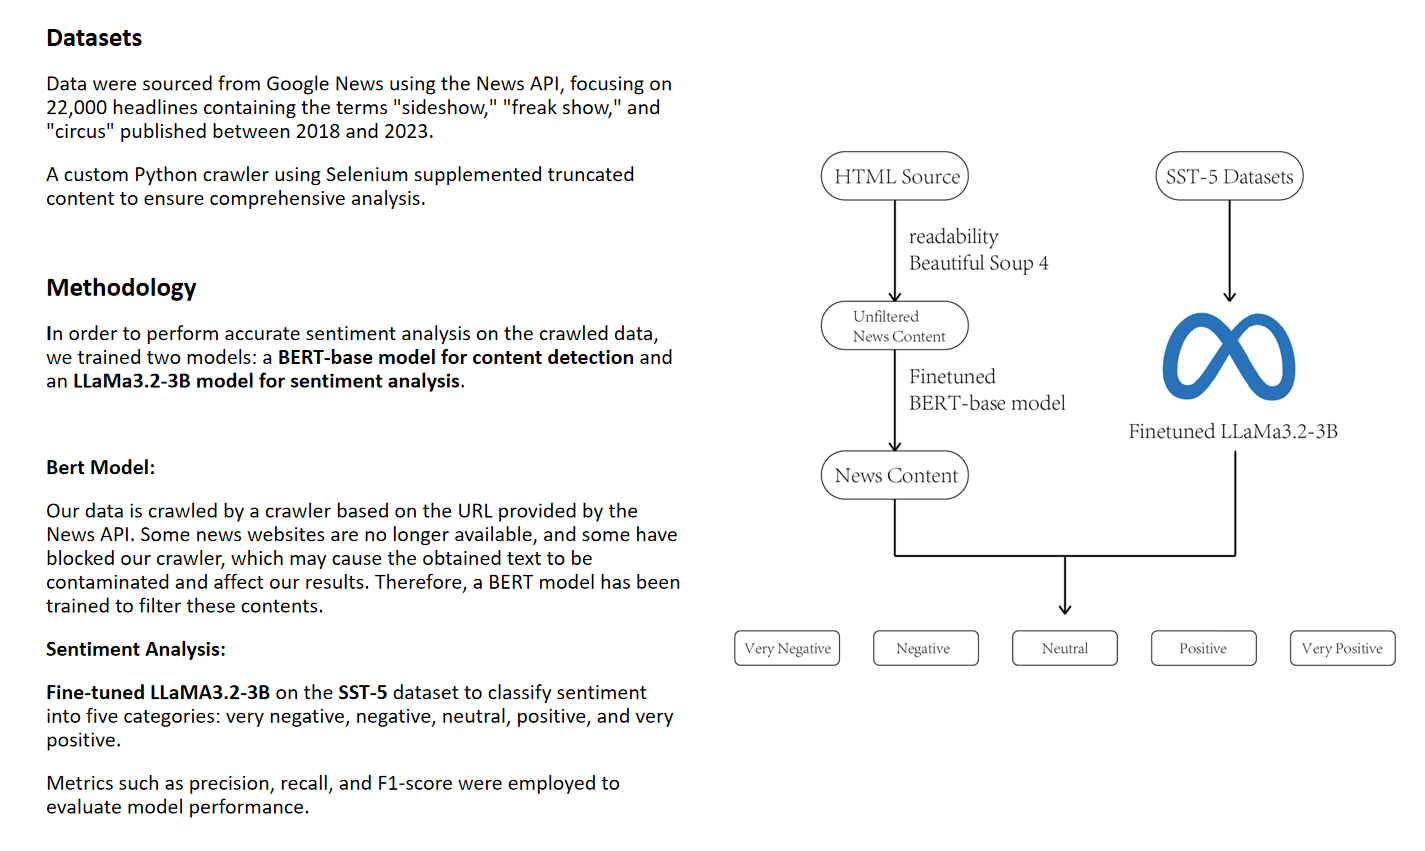 Datasets
Data were sourced from Google News using the News API, focusing on
22,000 headlines containing the terms "sideshow," "freak show," and
"circus" published between 2018 and 2023.
A custom Python crawler using Selenium supplemented truncated
content to ensure comprehensive analysis.
Methodology
In order to perform accurate sentiment analysis on the crawled data,
we trained two models: a BERT-base model for content detection and
an LLaMa3.2-3B model for sentiment analysis.
Bert Model:
Our data is crawled by a crawler based on the URL provided by the
News API. Some news websites are no longer available, and some have
blocked our crawler, which may cause the obtained text to be
contaminated and affect our results. Therefore, a BERT model has been
trained to filter these contents.
Sentiment Analysis:
Fine-tuned LLaMA3.2-3B on the SST-5 dataset to classify sentiment
into five categories: very negative, negative, neutral, positive, and very
positive.
Metrics such as precision, recall, and F1-score were employed to
evaluate model performance.
HTML Source
readability
Beautiful Soup 4
Unfiltered
News Content
Finetuned
BERT-base model
News Content
SST-5 Datasets
Finetuned LLaMa3.2-3B
Very Negative
Negative
Neutral
Positive
Very Positive